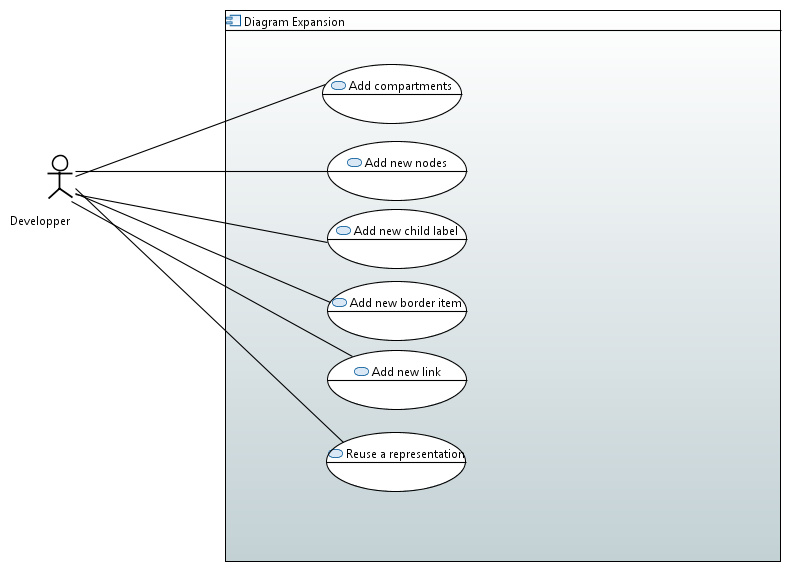 Diagram Expansion
Add compartments
Add new nodes
Developper
Add new child label
Add new border item
Add new link
Reuse a representation